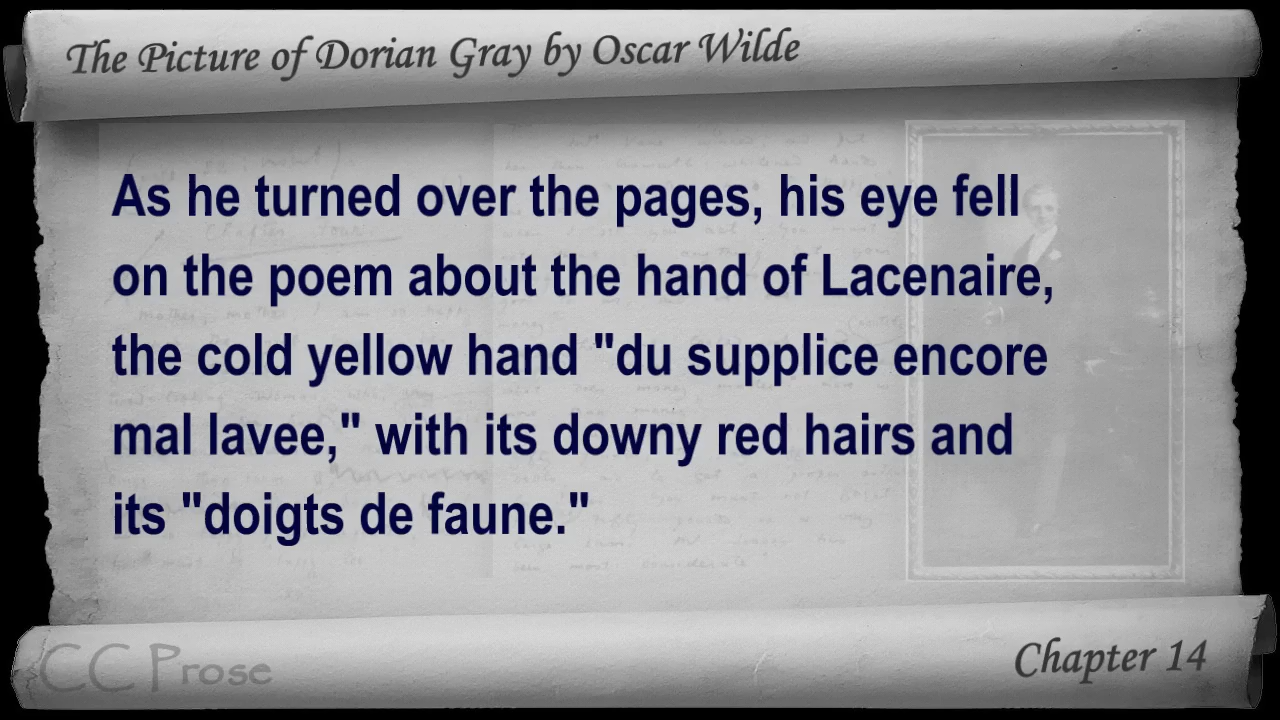 The Picture of Dorian Gray by Oscar Wilde
As he turned over the pages, his eye fell
on the poem about the hand of Lacenaire,
the cold yellow hand "du supplice encore
mal lavee," with its downy red hairs and
its "doigts de faune."
CC Prose
Chapter 14